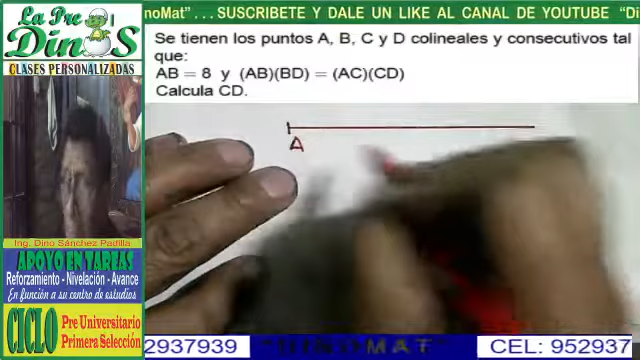 La Pre
DinoS
CLASES PERSONALIZADAS
noMat”. . . SUSCRIBETE Y DALE UN LIKE AL CANAL DE YOUTUBE “Di
Se tienen los puntos A, B, C y D colineales y consecutivos tal
que:
AB = 8 y (AB)(BD) = (AC)(CD)
Calcula CD.
A
Ing. Dino Sánchez Padilla
APOYO EN TAREAS
Reforzamiento - Nivelación - Avance
En función a su centro de estudios
CICLO Pre Universitario
Primera Selección
2937939
CEL: 952937